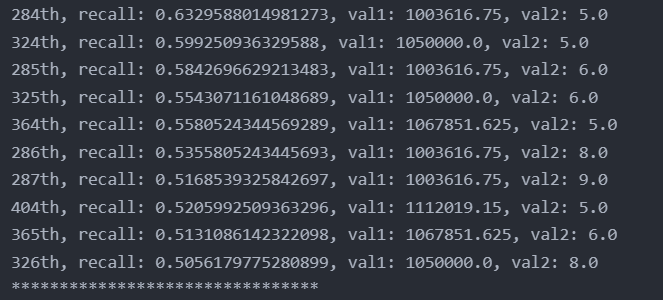 284th, recall: 0.6329588014981273, val1: 1003616.75, val2: 5.0
324th, recall: 0.599250936329588, val1: 1050000.0, val2: 5.0
285th, recall: 0.5842696629213483, val1: 1003616.75, val2: 6.0
325th, recall: 0.5543071161048689, val1: 1050000.0, val2: 6.0
364th, recall: 0.5580524344569289, val1: 1067851.625, val2: 5.0
286th, recall: 0.5355805243445693, val1: 1003616.75, val2: 8.0
287th, recall: 0.5168539325842697, val1: 1003616.75, val2: 9.0
404th, recall: 0.5205992509363296, val1: 1112019.15, val2: 5.0
365th, recall: 0.5131086142322098, val1: 1067851.625, val2: 6.0
326th, recall: 0.5056179775280899, val1: 1050000.0, val2: 8.0
********************************